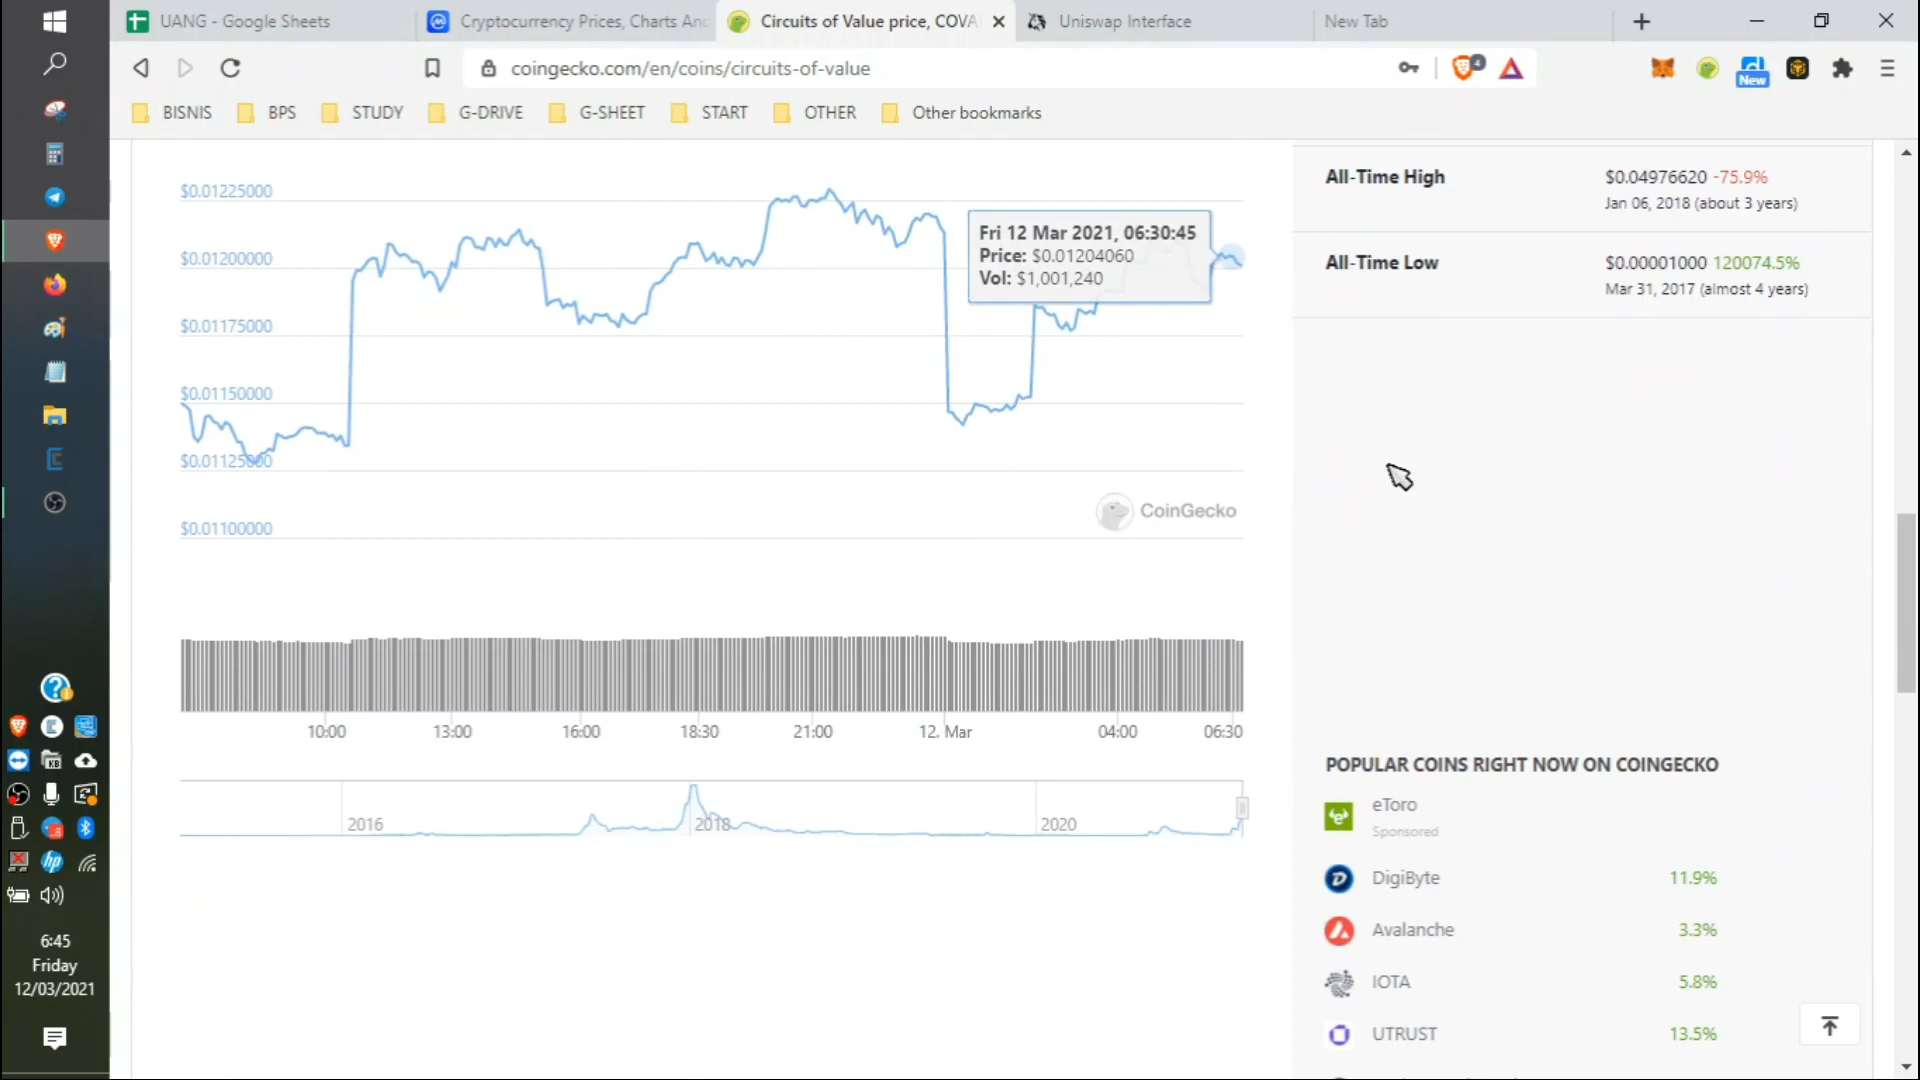 UANG - Google Sheets
Cryptocurrency Prices, Charts And
Circuits of Value price, COVA
Uniswap Interface
New Tab
coingecko.com/en/coins/circuits-of-value
4
New
BISNIS
BPS
STUDY
G-DRIVE
G-SHEET
START
OTHER
Other bookmarks
$0.01225000
$0.01200000
$0.01175000
$0.01150000
$0.01125000
$0.01100000
Fri 12 Mar 2021, 06:30:45
Price: $0.01204060
Vol: $1,001,240
CoinGecko
10:00
13:00
16:00
18:30
21:00
12. Mar
04:00
06:30
2016
2018
2020
All-Time High
$0.04976620 -75.9%
Jan 06, 2018 (about 3 years)
All-Time Low
$0.00001000 120074.5%
Mar 31, 2017 (almost 4 years)
POPULAR COINS RIGHT NOW ON COINGECKO
eToro
Sponsored
DigiByte
11.9%
Avalanche
3.3%
IOTA
5.8%
UTRUST
13.5%
KB
hp
6:45
Friday
12/03/2021